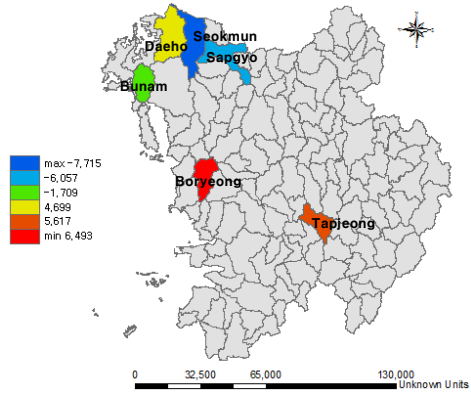 Seokmun
Daeho
Sapgyo
Bunam
max -7,715
-6,057
-1,709
4,699
5,617
min 6,493
Boryeong
Tapjeong
0 32,500 65,000 130,000
Unknown Units